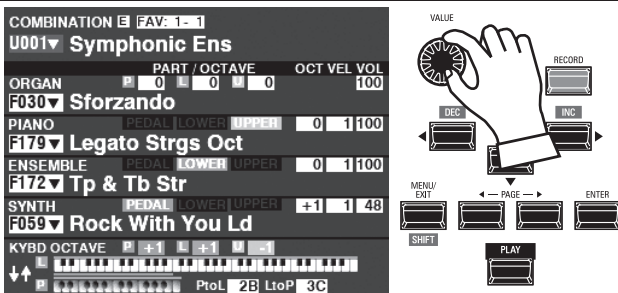 COMBINATION E FAV: 1- 1
U001▼ Symphonic Ens
PART / OCTAVE OCT VEL VOL
ORGAN P 0 L 0 U 0 100
F030▼ Sforzando
PIANO PEDAL LOWER UPPER 0 1 100
F179▼ Legato Strgs Oct
ENSEMBLE PEDAL LOWER UPPER 0 1 100
F172▼ Tp & Tb Str
SYNTH PEDAL LOWER UPPER +1 1 48
F059▼ Rock With You Ld
KYBD OCTAVE P +1 L +1 U -1
↓↑ L
P PtoL 2B LtoP 3C
VALUE
RECORD
DEC INC
◀ ▶
▼
MENU/
EXIT
◀ — PAGE — ▶ ENTER
SHIFT
PLAY